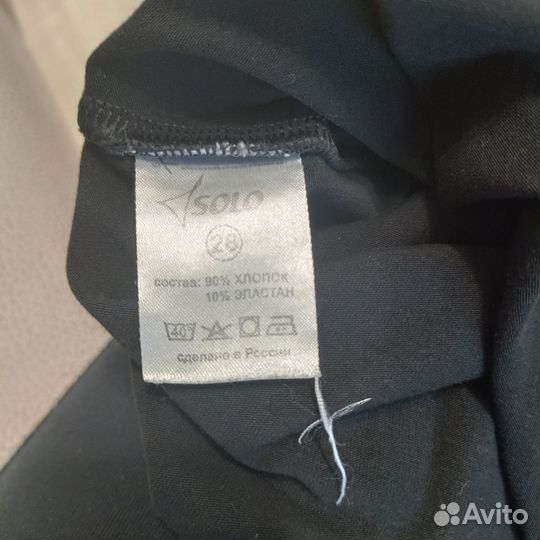 SOLO
28
состав: 90% ХЛОПОК
10% ЭЛАСТАН
40°
сделано в России
Avito